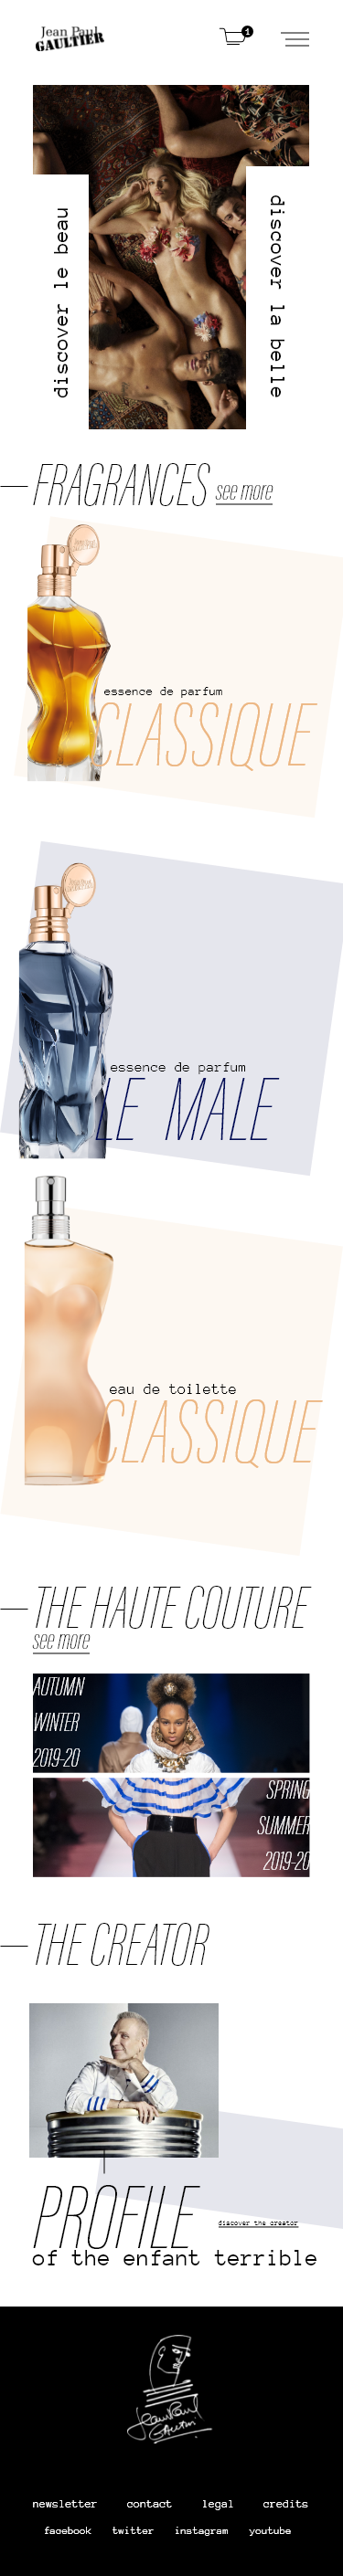 Jean Paul
GAULTIER
1
discover le beau
discover la belle
FRAGRANCES see more
essence de parfum
CLASSIQUE
essence de parfum
LE MALE
eau de toilette
CLASSIQUE
THE HAUTE COUTURE
see more
AUTUMN
WINTER
2019-20
SPRING
SUMMER
2019-20
THE CREATOR
PROFILE
discover the creator
of the enfant terrible
Jean Paul
Gaultier
newsletter contact legal credits
facebook twitter instagram youtube